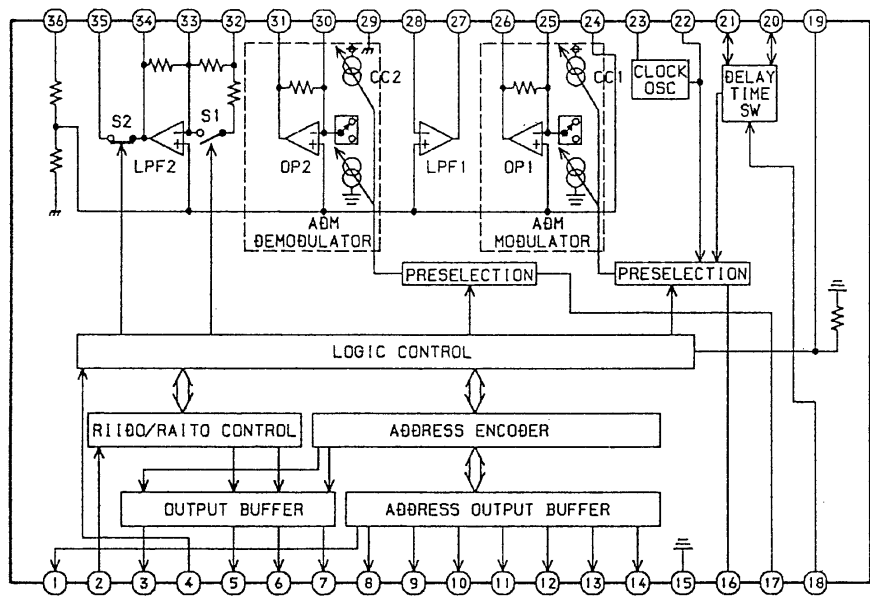 36 35 34 33 32 31 30 29 28 27 26 25 24 23 22 21 20 19
S2
S1
CC2
CC1
CLOCK
OSC
DELAY
TIME
SW
LPF2
OP2
LPF1
OP1
ADM
DEMODULATOR
ADM
MODULATOR
PRESELECTION
PRESELECTION
LOGIC CONTROL
RIIDO/RAITO CONTROL
ADDRESS ENCODER
OUTPUT BUFFER
ADDRESS OUTPUT BUFFER
1 2 3 4 5 6 7 8 9 10 11 12 13 14 15 16 17 18